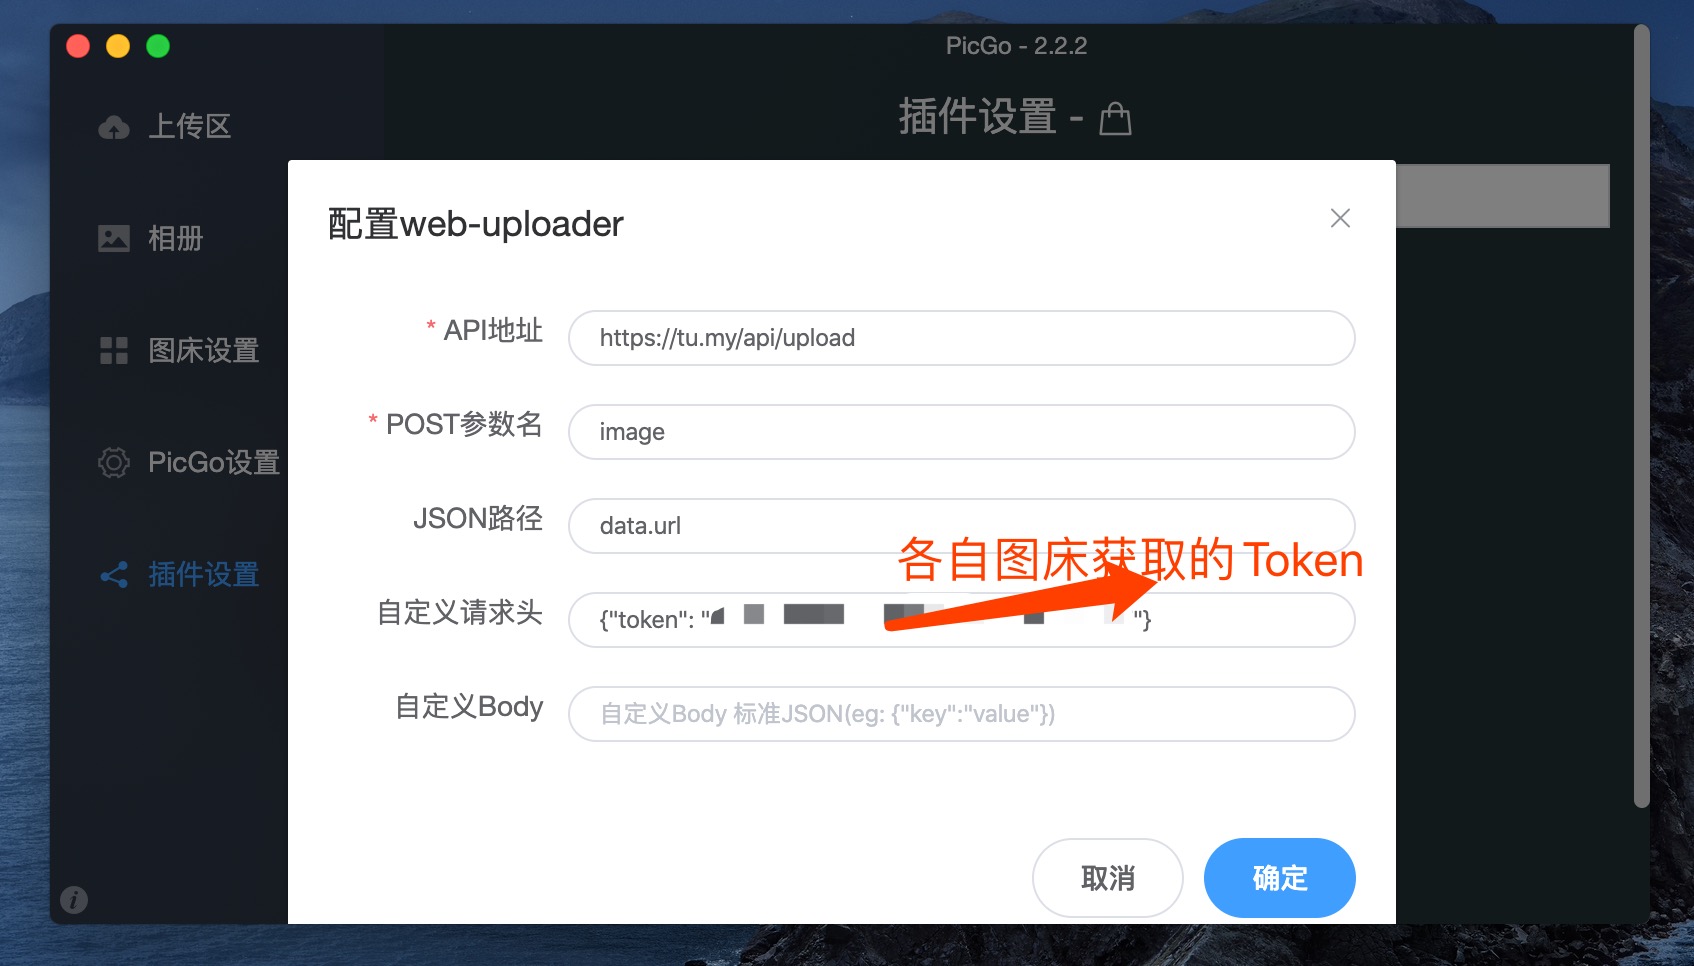 PicGo - 2.2.2
插件设置 -
上传区
相册
图床设置
PicGo设置
插件设置
配置web-uploader
* API地址
https://tu.my/api/upload
* POST参数名
image
JSON路径
data.url
各自图床获取的Token
自定义请求头
{"token": "
"}
自定义Body
自定义Body 标准JSON(eg: {"key":"value"})
取消
确定